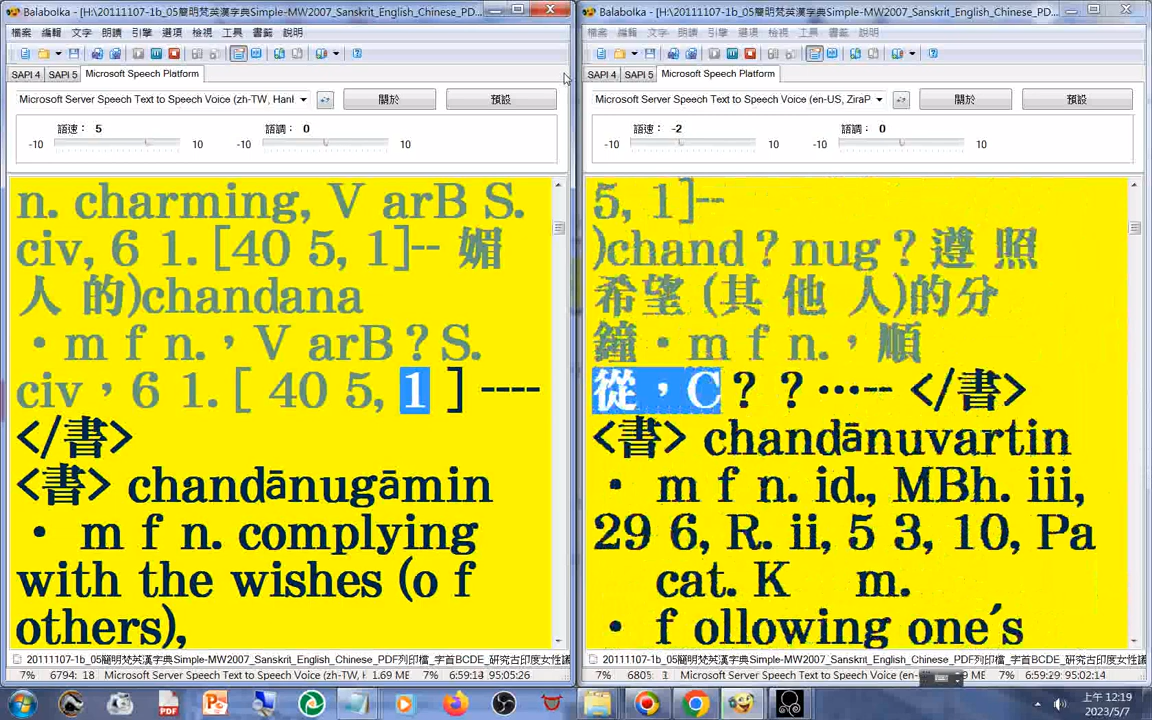 Balabolka - [H:\20111107-1b_05簡明梵英漢字典Simple-MW2007_Sanskrit_English_Chinese_PD...
檔案 編輯 文字 朗讀 引擎 選項 檢視 工具 書籤 說明
SAPI 4 SAPI 5 Microsoft Speech Platform
Microsoft Server Speech Text to Speech Voice (zh-TW, HanI
關於 預設
語速： 5 語調： 0
-10 10 -10 10
n. charming, V arB S.
civ, 6 1. [40 5, 1]-- 媚
人 的)chandana
・m f n.，V arB？S.
civ，6 1. [ 40 5, 1 ] ----
</書>
<書> chandānugāmin
• m f n. complying
with the wishes (o f
others),
20111107-1b_05簡明梵英漢字典Simple-MW2007_Sanskrit_English_Chinese_PDF列印檔_字首BCDE_研究古印度女性議
7% 6794: 18 Microsoft Server Speech Text to Speech Voice (zh-TW, H 1.69 ME 7% 6:59:14 95:05:26
Balabolka - [H:\20111107-1b_05簡明梵英漢字典Simple-MW2007_Sanskrit_English_Chinese_PD...
檔案 編輯 文字 朗讀 引擎 選項 檢視 工具 書籤 說明
SAPI 4 SAPI 5 Microsoft Speech Platform
Microsoft Server Speech Text to Speech Voice (en-US, ZiraP
關於 預設
語速： -2 語調： 0
-10 10 -10 10
5, 1]--
)chand？nug？遵 照
希望 (其 他 人)的分
鐘・m f n.，順
從，C？？…-- </書>
<書> chandānuvartin
• m f n. id., MBh. iii,
29 6, R. ii, 5 3, 10, Pa
cat. K m.
• f ollowing one's
20111107-1b_05簡明梵英漢字典Simple-MW2007_Sanskrit_English_Chinese_PDF列印檔_字首BCDE_研究古印度女性議
7% 6805: Microsoft Server Speech Text to Speech Voice (en-US ME 7% 6:59:29 95:02:14
PDF
上午 12:19
2023/5/7